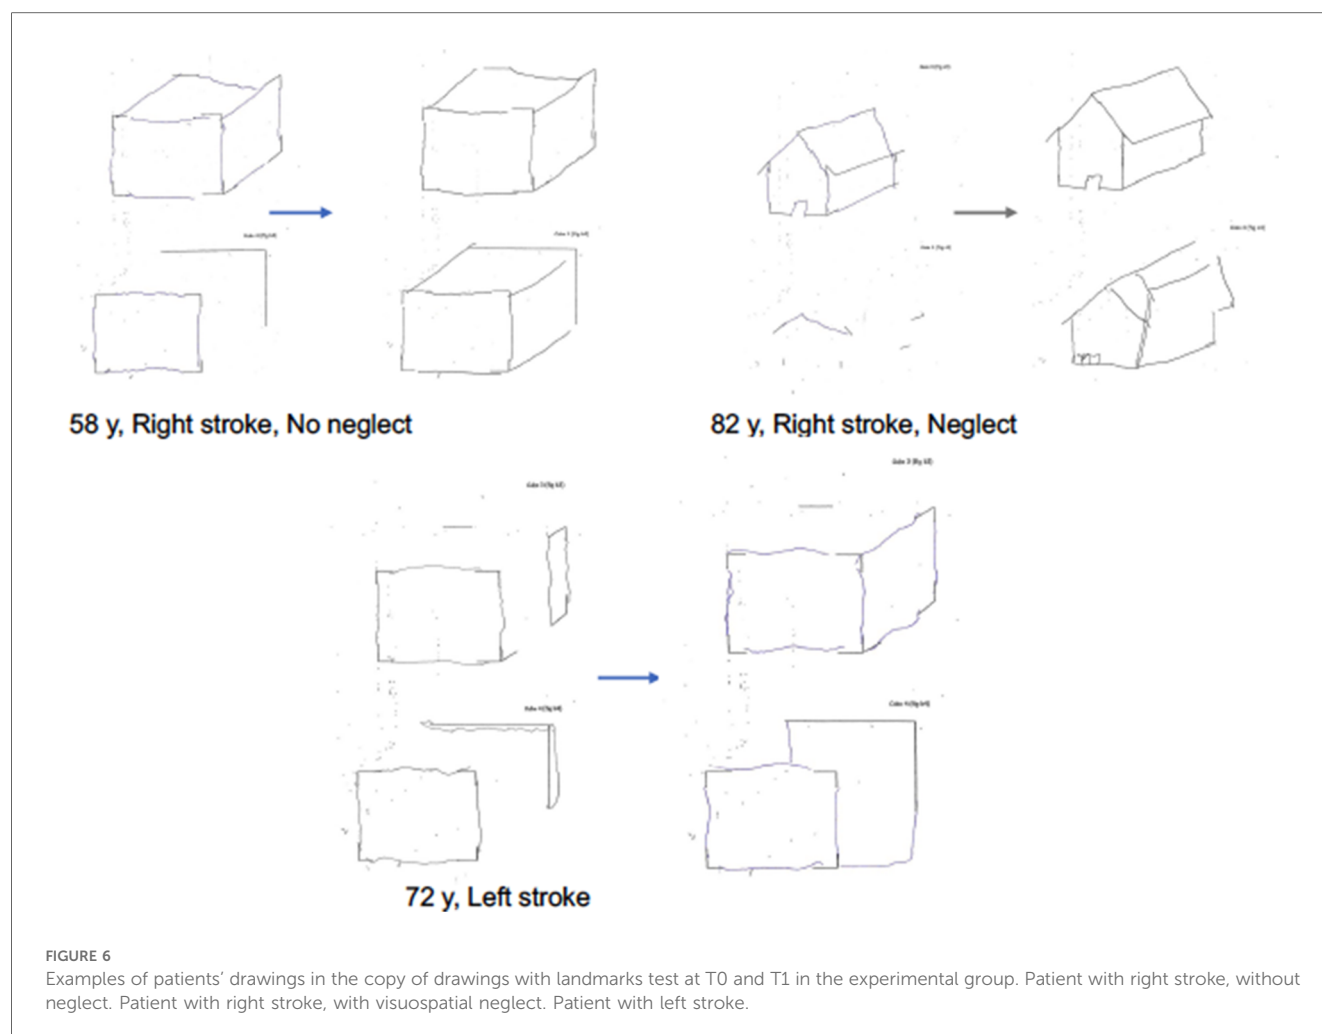 58 y, Right stroke, No neglect
82 y, Right stroke, Neglect
72 y, Left stroke
FIGURE 6
Examples of patients’ drawings in the copy of drawings with landmarks test at T0 and T1 in the experimental group. Patient with right stroke, without
neglect. Patient with right stroke, with visuospatial neglect. Patient with left stroke.